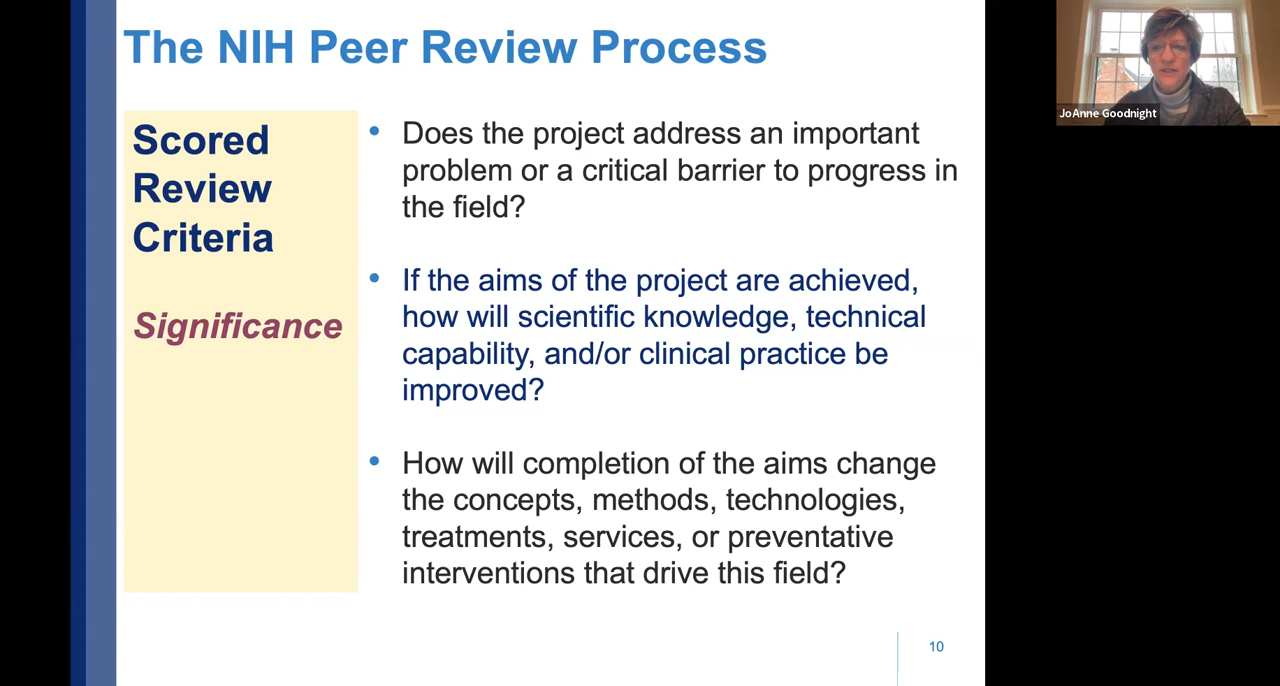 The NIH Peer Review Process
Scored
Review
Criteria
Significance
• Does the project address an important
problem or a critical barrier to progress in
the field?
• If the aims of the project are achieved,
how will scientific knowledge, technical
capability, and/or clinical practice be
improved?
• How will completion of the aims change
the concepts, methods, technologies,
treatments, services, or preventative
interventions that drive this field?
10
JoAnne Goodnight